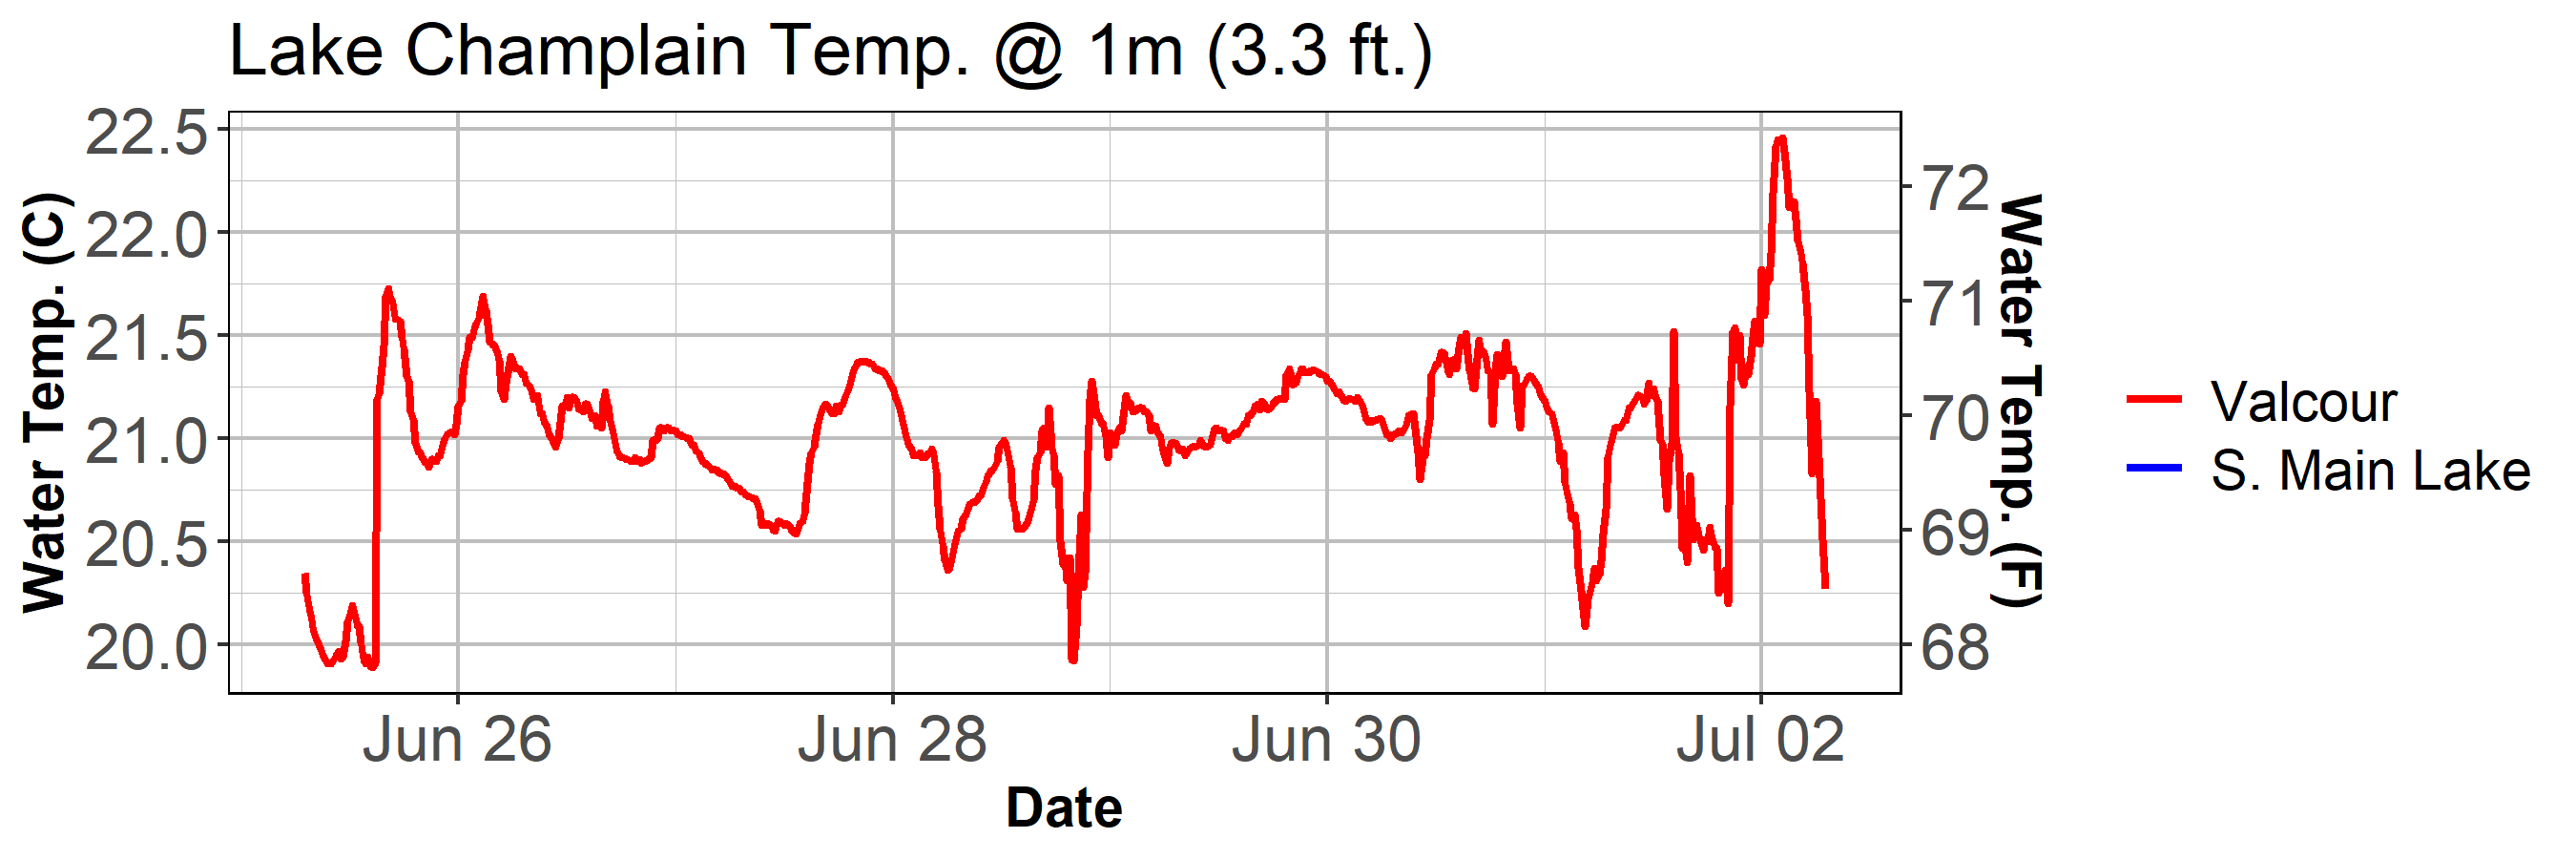 Lake Champlain Temp. @ 1m (3.3 ft.)
Water Temp. (C)
22.5
22.0
21.5
21.0
20.5
20.0
72
71
70
69
68
Water Temp. (F)
Jun 26
Jun 28
Jun 30
Jul 02
Date
Valcour
S. Main Lake